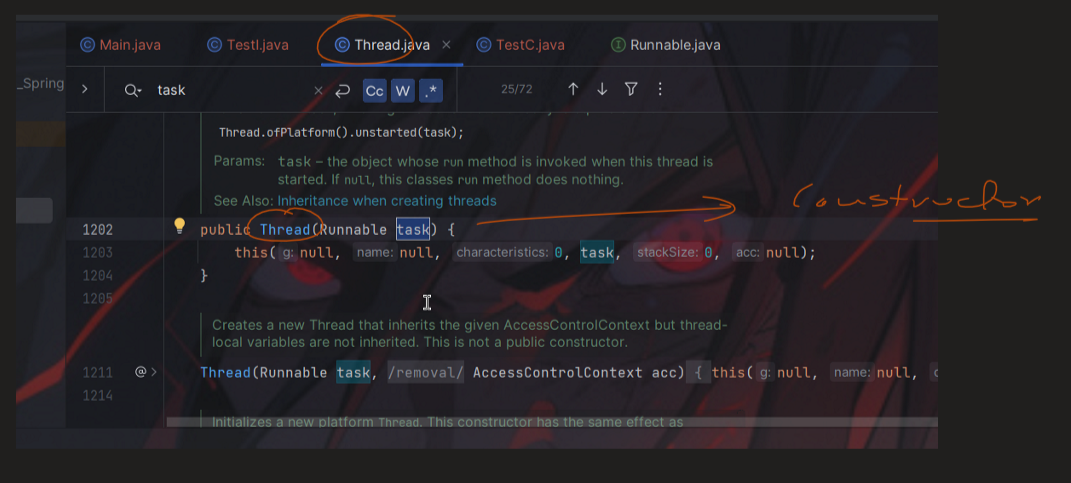 Main.java TestI.java Thread.java × TestC.java Runnable.java
_Spring
task × Cc W .* 25/72
Thread.ofPlatform().unstarted(task);
Params: task – the object whose run method is invoked when this thread is
started. If null, this classes run method does nothing.
See Also: Inheritance when creating threads
Constructor
1202 public Thread(Runnable task) {
1203 this( g: null, name: null, characteristics: 0, task, stackSize: 0, acc: null);
1204 }
1205
Creates a new Thread that inherits the given AccessControlContext but thread-
local variables are not inherited. This is not a public constructor.
1211 @ Thread(Runnable task, /removal/ AccessControlContext acc) { this( g: null, name: null,
1214
Initializes a new platform Thread. This constructor has the same effect as